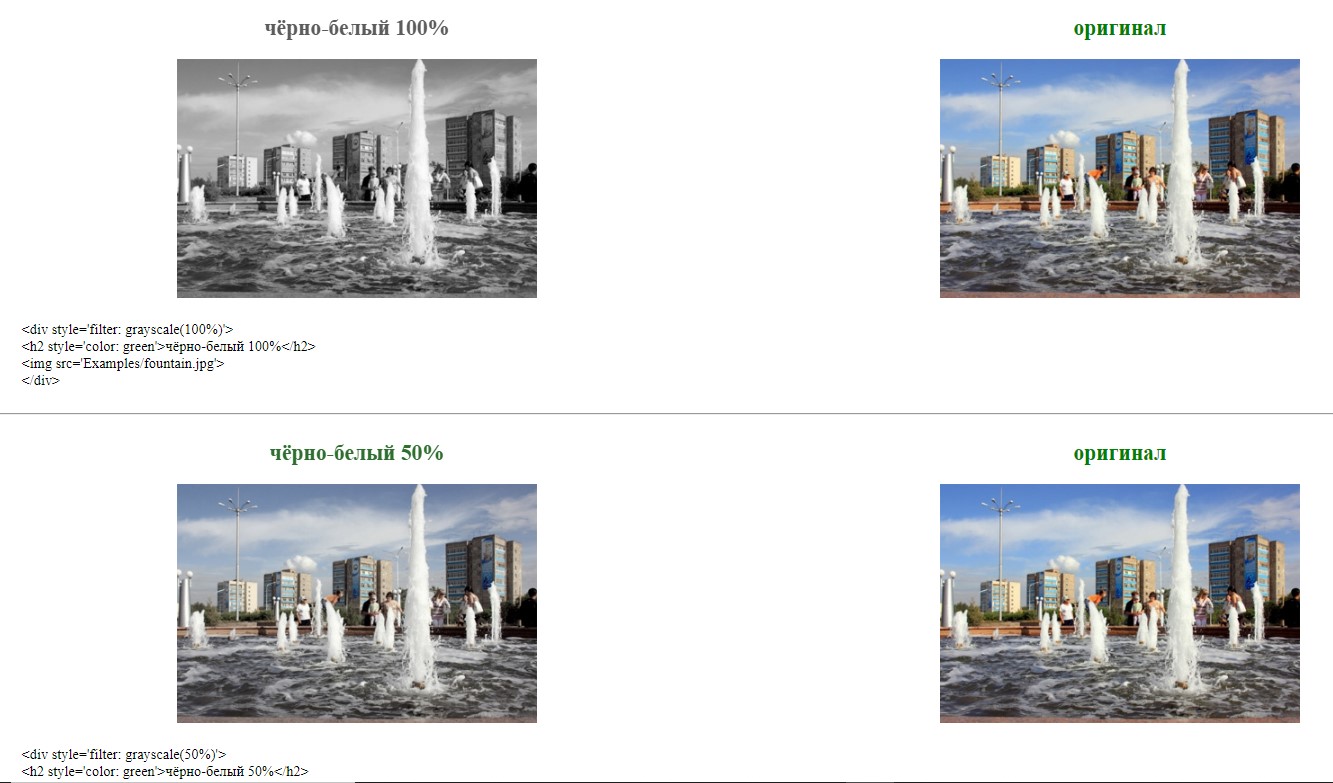 чёрно-белый 100%
оригинал
<div style='filter: grayscale(100%)'>
<h2 style='color: green'>чёрно-белый 100%</h2>
<img src='Examples/fountain.jpg'>
</div>
чёрно-белый 50%
оригинал
<div style='filter: grayscale(50%)'>
<h2 style='color: green'>чёрно-белый 50%</h2>